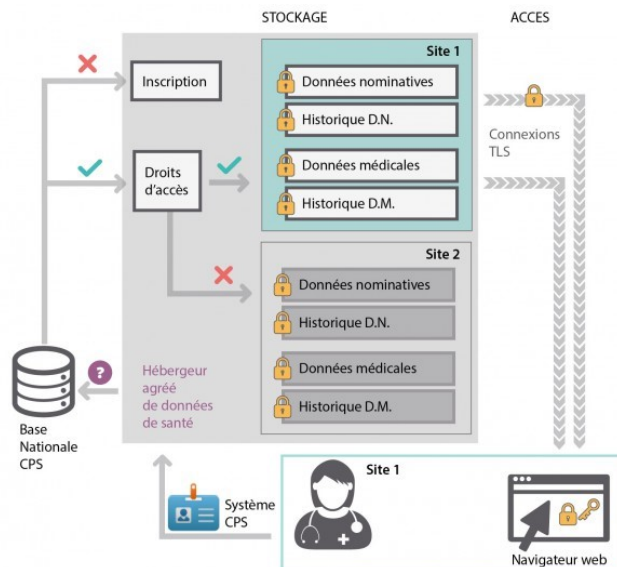 STOCKAGE
ACCES
Site 1
Inscription
Données nominatives
Historique D.N.
Connexions
TLS
Droits
d'accès
Données médicales
Historique D.M.
Site 2
Données nominatives
Historique D.N.
Données médicales
Historique D.M.
?
Hébergeur
agréé
de données
de santé
Base
Nationale
CPS
Site 1
Système
CPS
Navigateur web